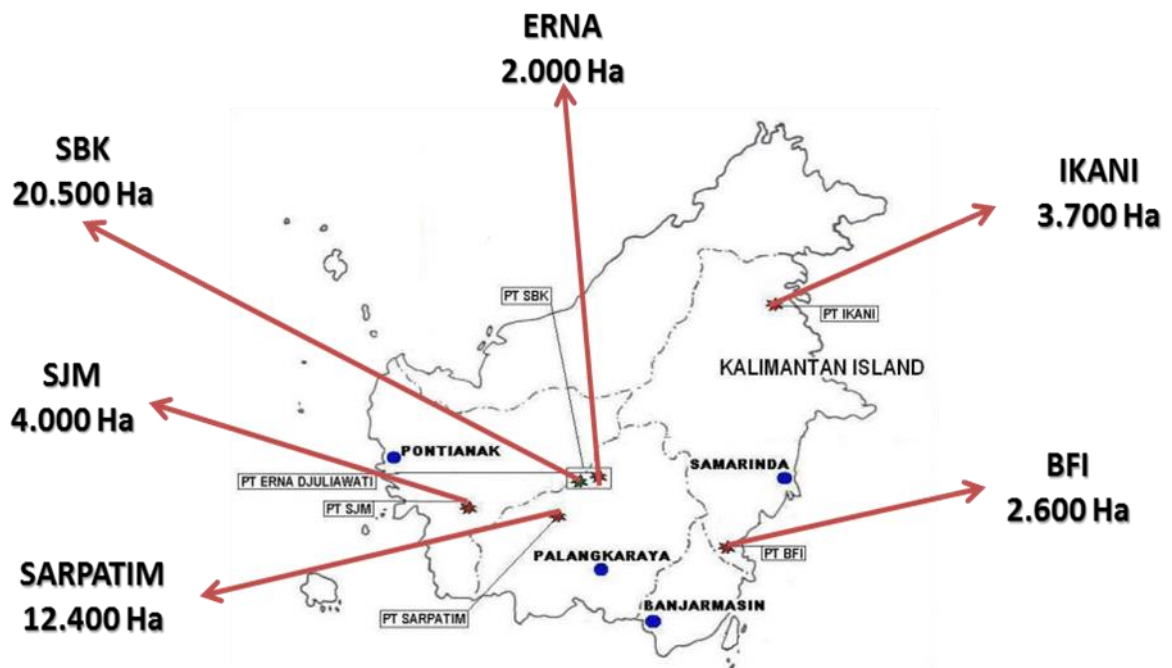 ERNA
2.000 Ha
SBK
20.500 Ha
IKANI
3.700 Ha
PT SBK
PT IKANI
KALIMANTAN ISLAND
SJM
4.000 Ha
PONTIANAK
SAMARINDA
PT ERNA DJULIAWATI
PT SJM
BFI
2.600 Ha
PT BFI
PALANGKARAYA
SARPATIM
12.400 Ha
PT SARPATIM
BANJARMASIN